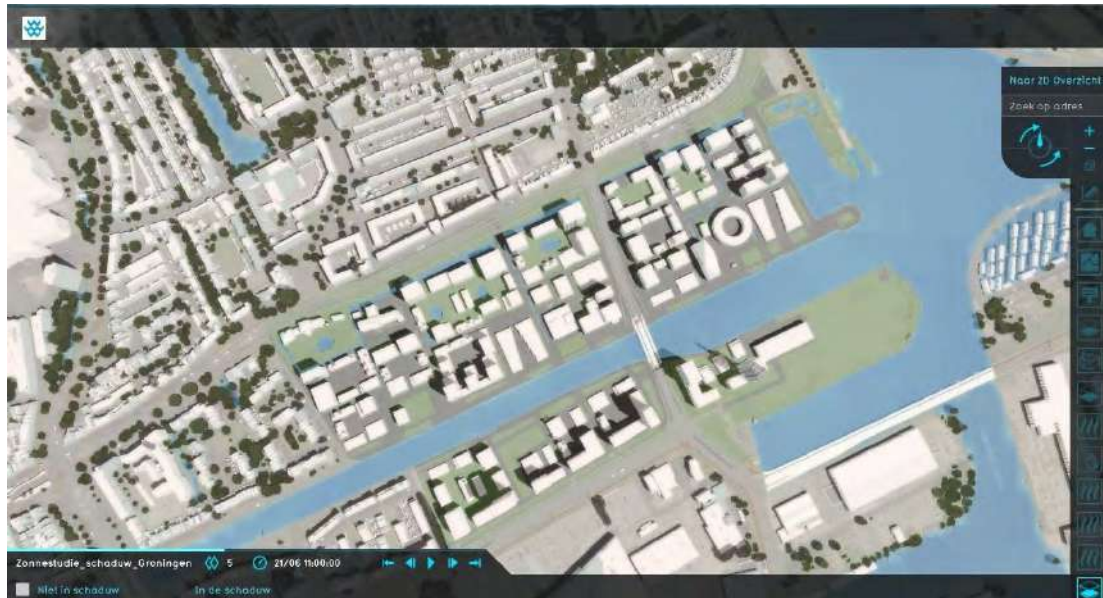 Naar 2D Overzicht
Zoek op adres
+
−
Zonnestudie_schaduw_Groningen 5 21/06 11:00:00
Niet in schaduw In de schaduw